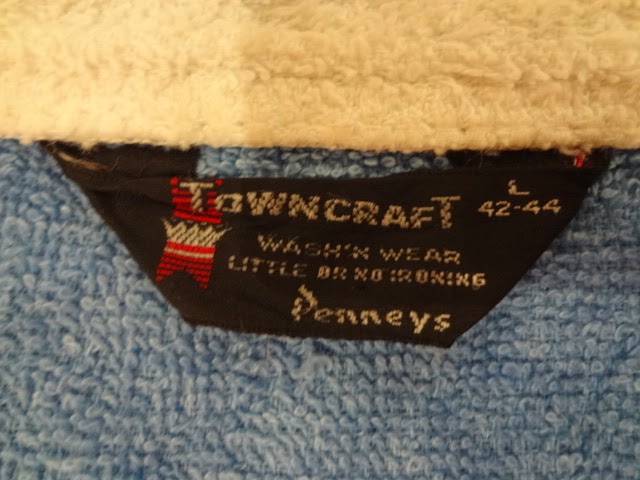 TOWNCRAFT
L
42-44
WASH'N WEAR
LITTLE OR NO IRONING
Penneys